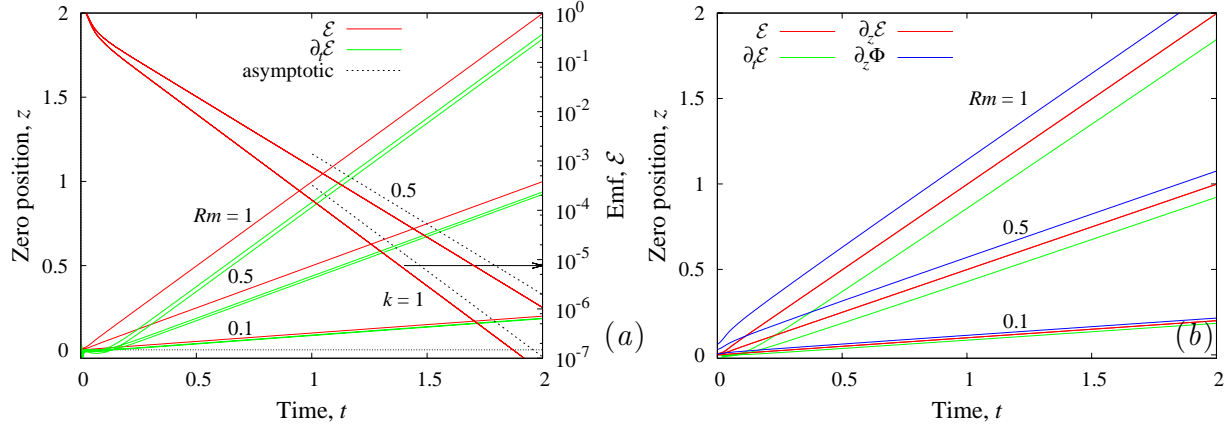 Zero position, z
2
1.5
1
0.5
0
0
0.5
1
1.5
2
Time, t
ℰ
∂tℰ
asymptotic
Rm = 1
0.5
0.1
0.5
k = 1
10^0
10^-1
10^-2
10^-3
10^-4
10^-5
10^-6
10^-7
Emf, ℰ
(a)
Zero position, z
2
1.5
1
0.5
0
0
0.5
1
1.5
2
Time, t
ℰ ∂zℰ
∂tℰ ∂zΦ
Rm = 1
0.5
0.1
(b)